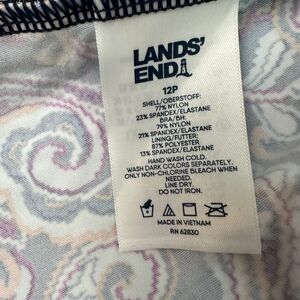 LANDS'
END
12P
SHELL/OBERSTOFF:
77% NYLON
23% SPANDEX/ELASTANE
BRA/BH:
79% NYLON
21% SPANDEX/ELASTANE
LINING/FUTTER:
87% POLYESTER
13% SPANDEX/ELASTANE
HAND WASH COLD.
WASH DARK COLORS SEPARATELY.
ONLY NON-CHLORINE BLEACH WHEN
NEEDED.
LINE DRY.
DO NOT IRON.
MADE IN VIETNAM
RN 62830